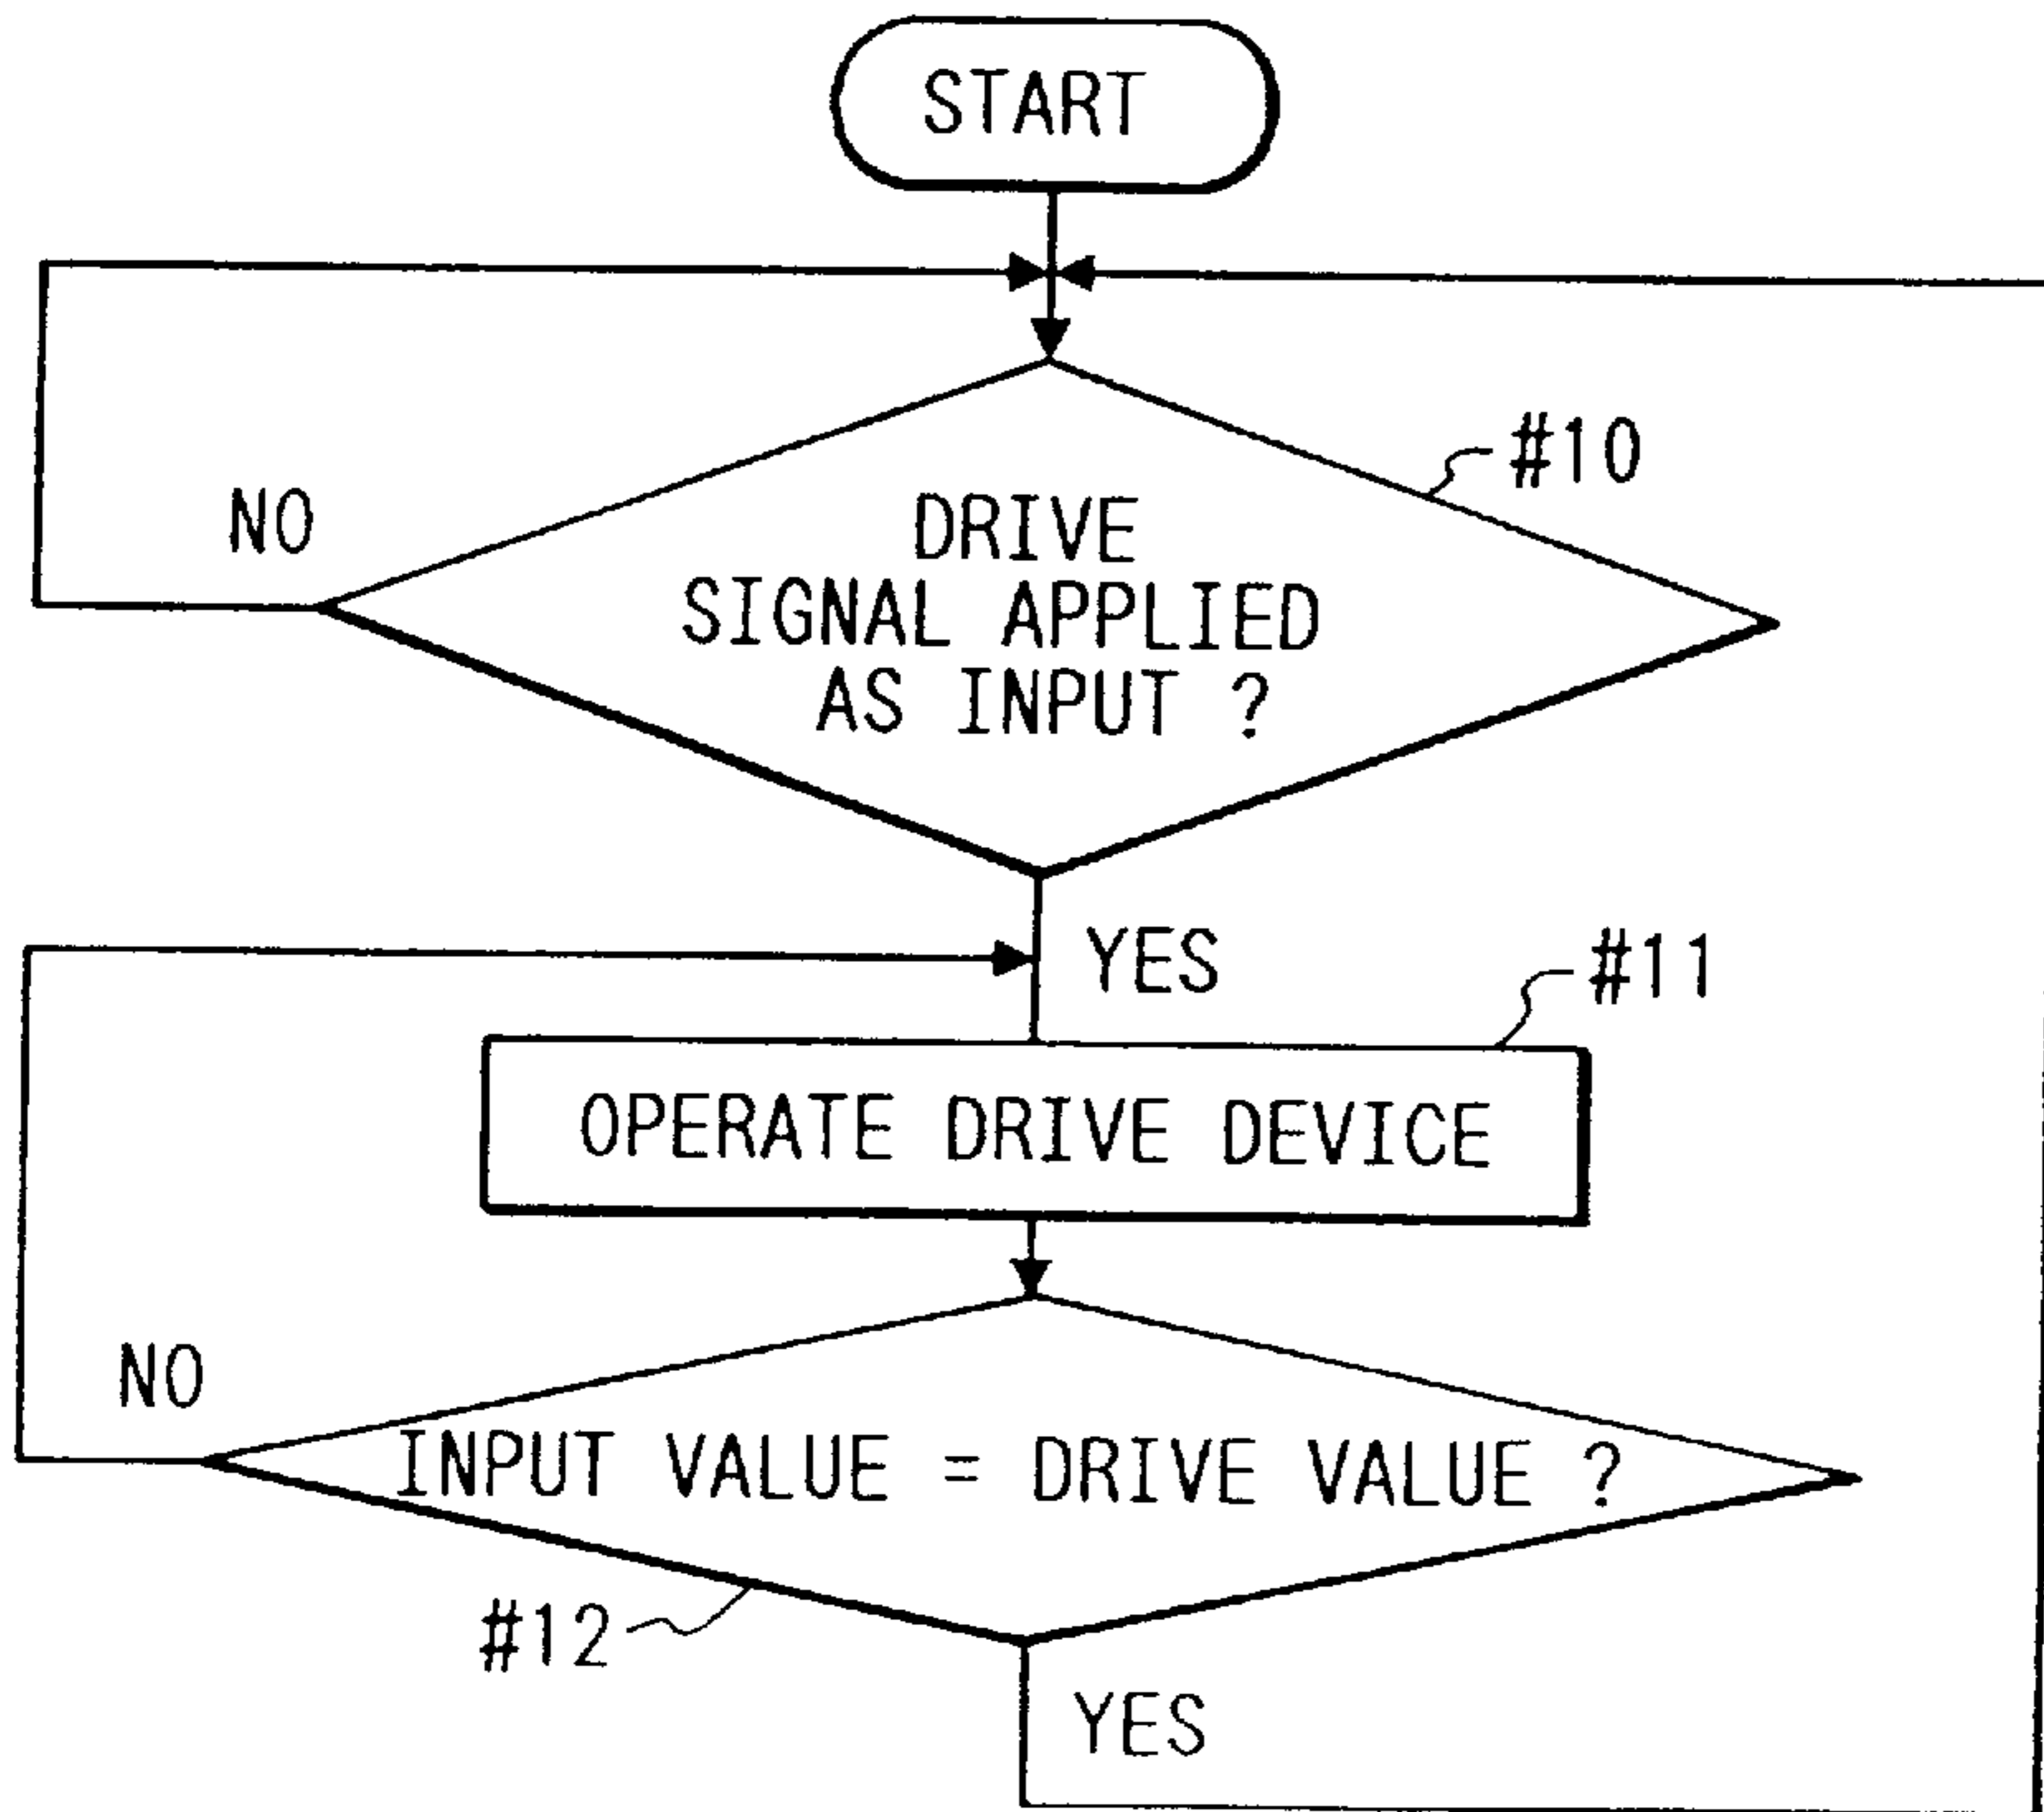 START
#10
NO
DRIVE
SIGNAL APPLIED
AS INPUT ?
YES
#11
OPERATE DRIVE DEVICE
NO
INPUT VALUE = DRIVE VALUE ?
#12
YES